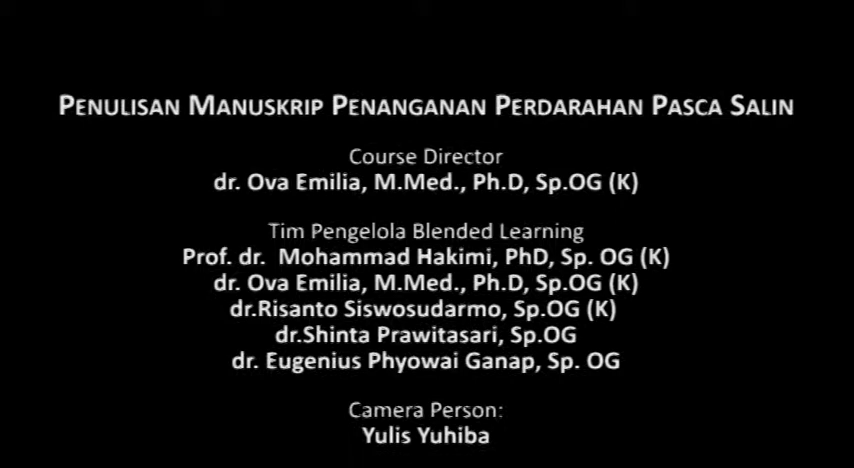 PENULISAN MANUSKRIP PENANGANAN PERDARAHAN PASCA SALIN
Course Director
dr. Ova Emilia, M.Med., Ph.D, Sp.OG (K)
Tim Pengelola Blended Learning
Prof. dr. Mohammad Hakimi, PhD, Sp. OG (K)
dr. Ova Emilia, M.Med., Ph.D, Sp.OG (K)
dr.Risanto Siswosudarmo, Sp.OG (K)
dr.Shinta Prawitasari, Sp.OG
dr. Eugenius Phyowai Ganap, Sp. OG
Camera Person:
Yulis Yuhiba